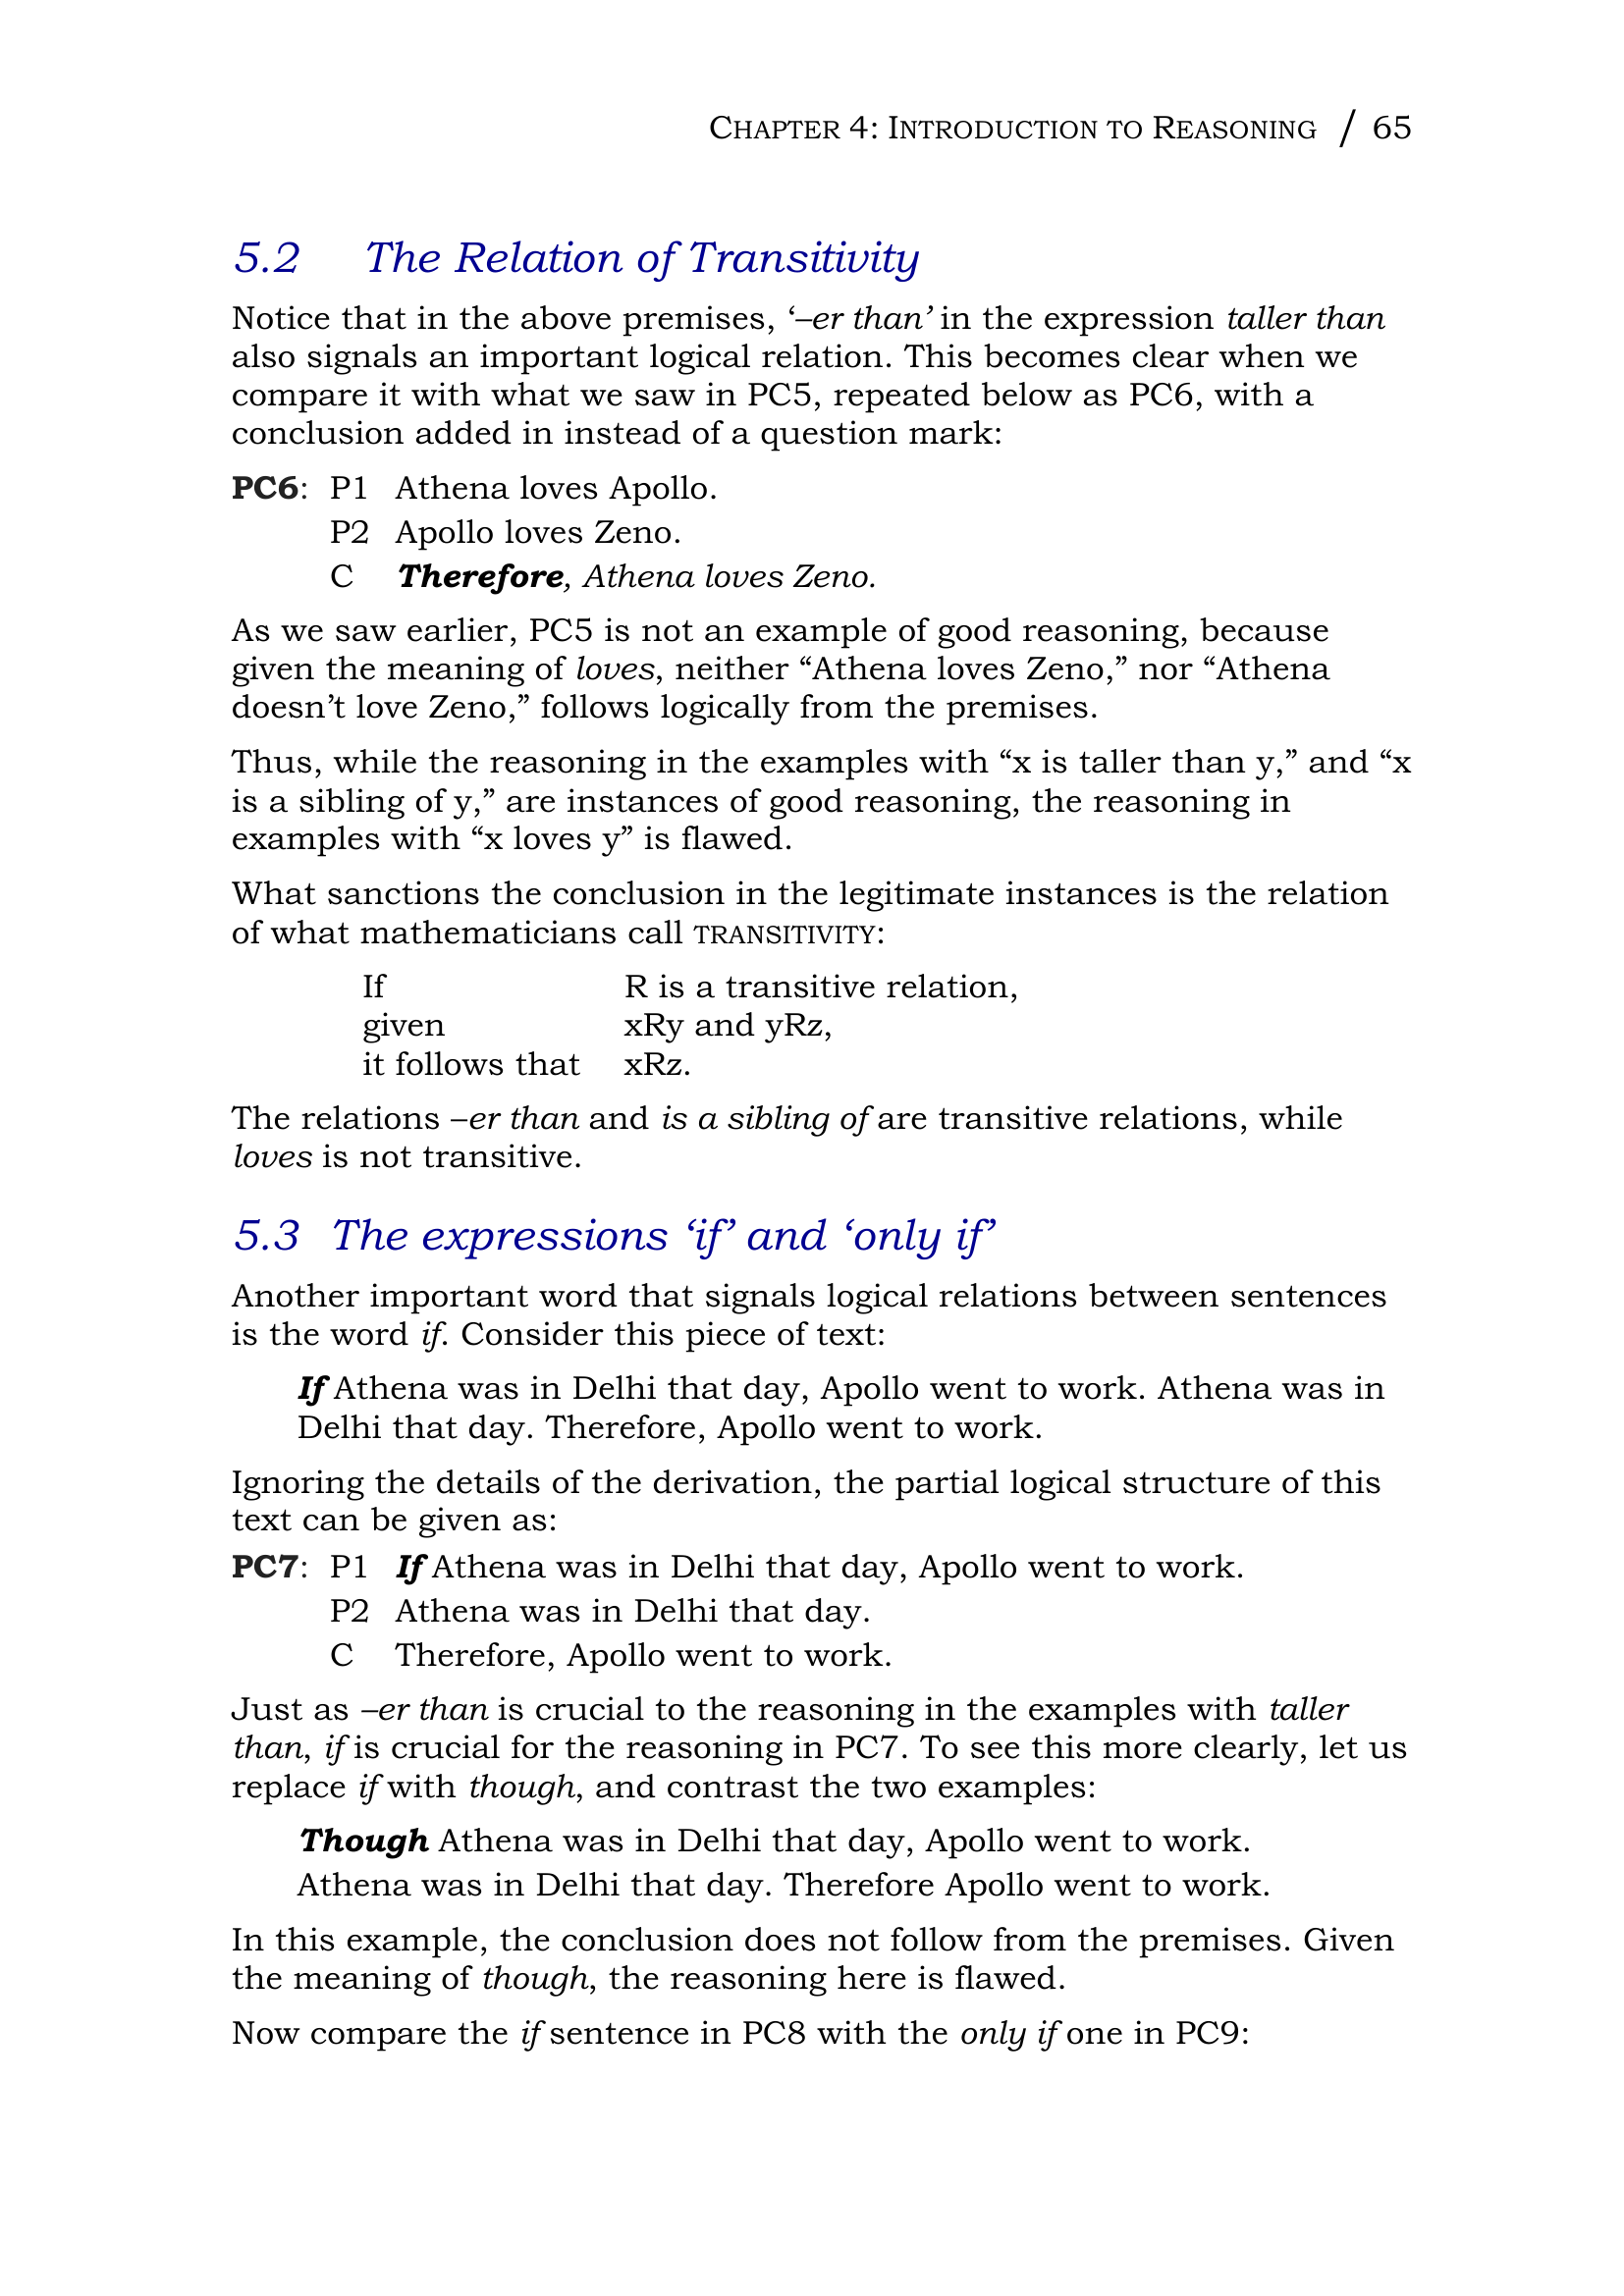 CHAPTER 4: INTRODUCTION TO REASONING / 65
5.2 The Relation of Transitivity
Notice that in the above premises, ‘–er than’ in the expression taller than
also signals an important logical relation. This becomes clear when we
compare it with what we saw in PC5, repeated below as PC6, with a
conclusion added in instead of a question mark:
PC6: P1 Athena loves Apollo.
P2 Apollo loves Zeno.
C Therefore, Athena loves Zeno.
As we saw earlier, PC5 is not an example of good reasoning, because
given the meaning of loves, neither “Athena loves Zeno,” nor “Athena
doesn’t love Zeno,” follows logically from the premises.
Thus, while the reasoning in the examples with “x is taller than y,” and “x
is a sibling of y,” are instances of good reasoning, the reasoning in
examples with “x loves y” is flawed.
What sanctions the conclusion in the legitimate instances is the relation
of what mathematicians call TRANSITIVITY:
If R is a transitive relation,
given xRy and yRz,
it follows that xRz.
The relations –er than and is a sibling of are transitive relations, while
loves is not transitive.
5.3 The expressions ‘if’ and ‘only if’
Another important word that signals logical relations between sentences
is the word if. Consider this piece of text:
If Athena was in Delhi that day, Apollo went to work. Athena was in
Delhi that day. Therefore, Apollo went to work.
Ignoring the details of the derivation, the partial logical structure of this
text can be given as:
PC7: P1 If Athena was in Delhi that day, Apollo went to work.
P2 Athena was in Delhi that day.
C Therefore, Apollo went to work.
Just as –er than is crucial to the reasoning in the examples with taller
than, if is crucial for the reasoning in PC7. To see this more clearly, let us
replace if with though, and contrast the two examples:
Though Athena was in Delhi that day, Apollo went to work.
Athena was in Delhi that day. Therefore Apollo went to work.
In this example, the conclusion does not follow from the premises. Given
the meaning of though, the reasoning here is flawed.
Now compare the if sentence in PC8 with the only if one in PC9: